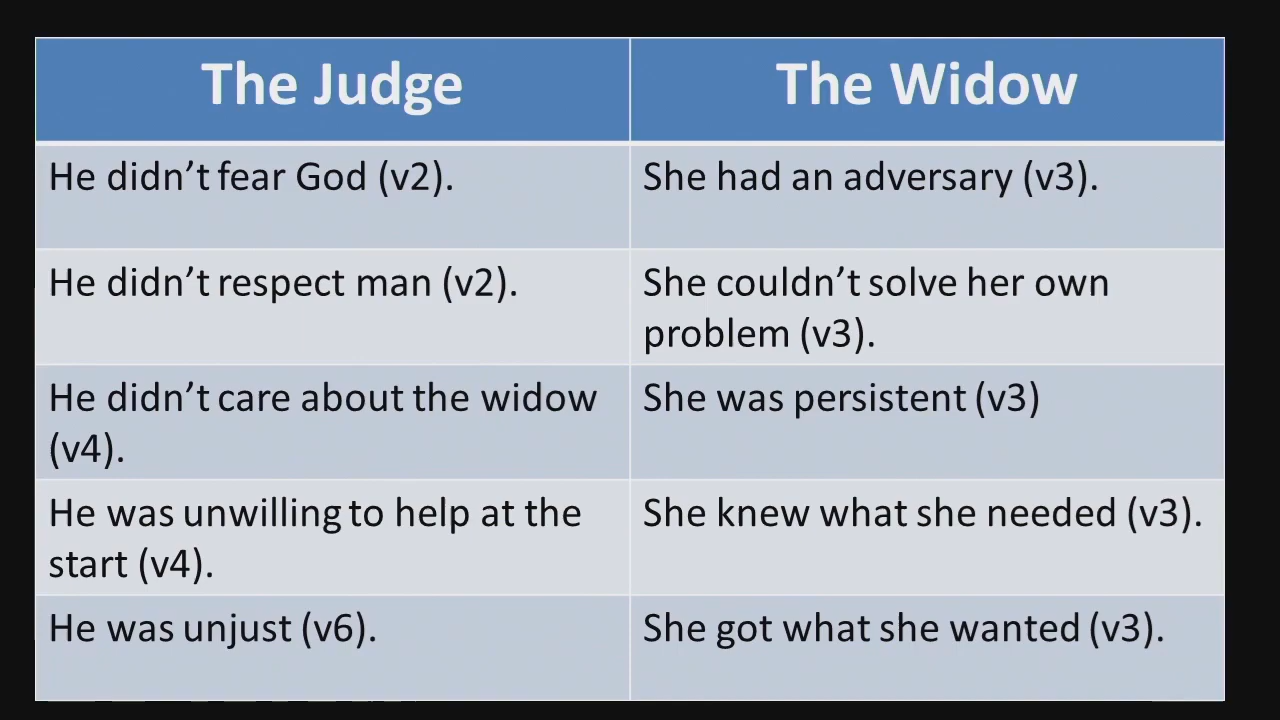 The Judge
The Widow
He didn’t fear God (v2).
She had an adversary (v3).
He didn’t respect man (v2).
She couldn’t solve her own
problem (v3).
He didn’t care about the widow
(v4).
She was persistent (v3)
He was unwilling to help at the
start (v4).
She knew what she needed (v3).
He was unjust (v6).
She got what she wanted (v3).